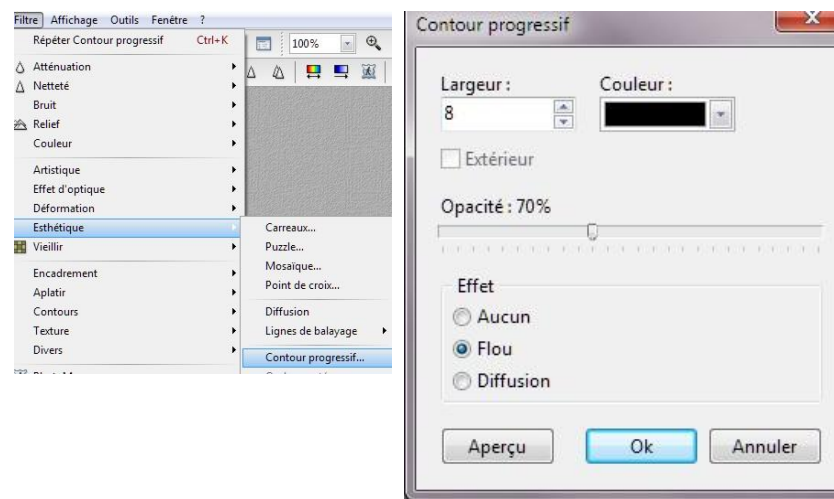 Filtre Affichage Outils Fenêtre ?
Répéter Contour progressif Ctrl+K
100%
Atténuation
Netteté
Bruit
Relief
Couleur
Artistique
Effet d'optique
Déformation
Esthétique
Vieillir
Encadrement
Aplatir
Contours
Texture
Divers
Carreaux...
Puzzle...
Mosaïque...
Point de croix...
Diffusion
Lignes de balayage
Contour progressif...
Contour progressif
Largeur :
Couleur :
8
Extérieur
Opacité : 70%
Effet
Aucun
Flou
Diffusion
Aperçu
Ok
Annuler